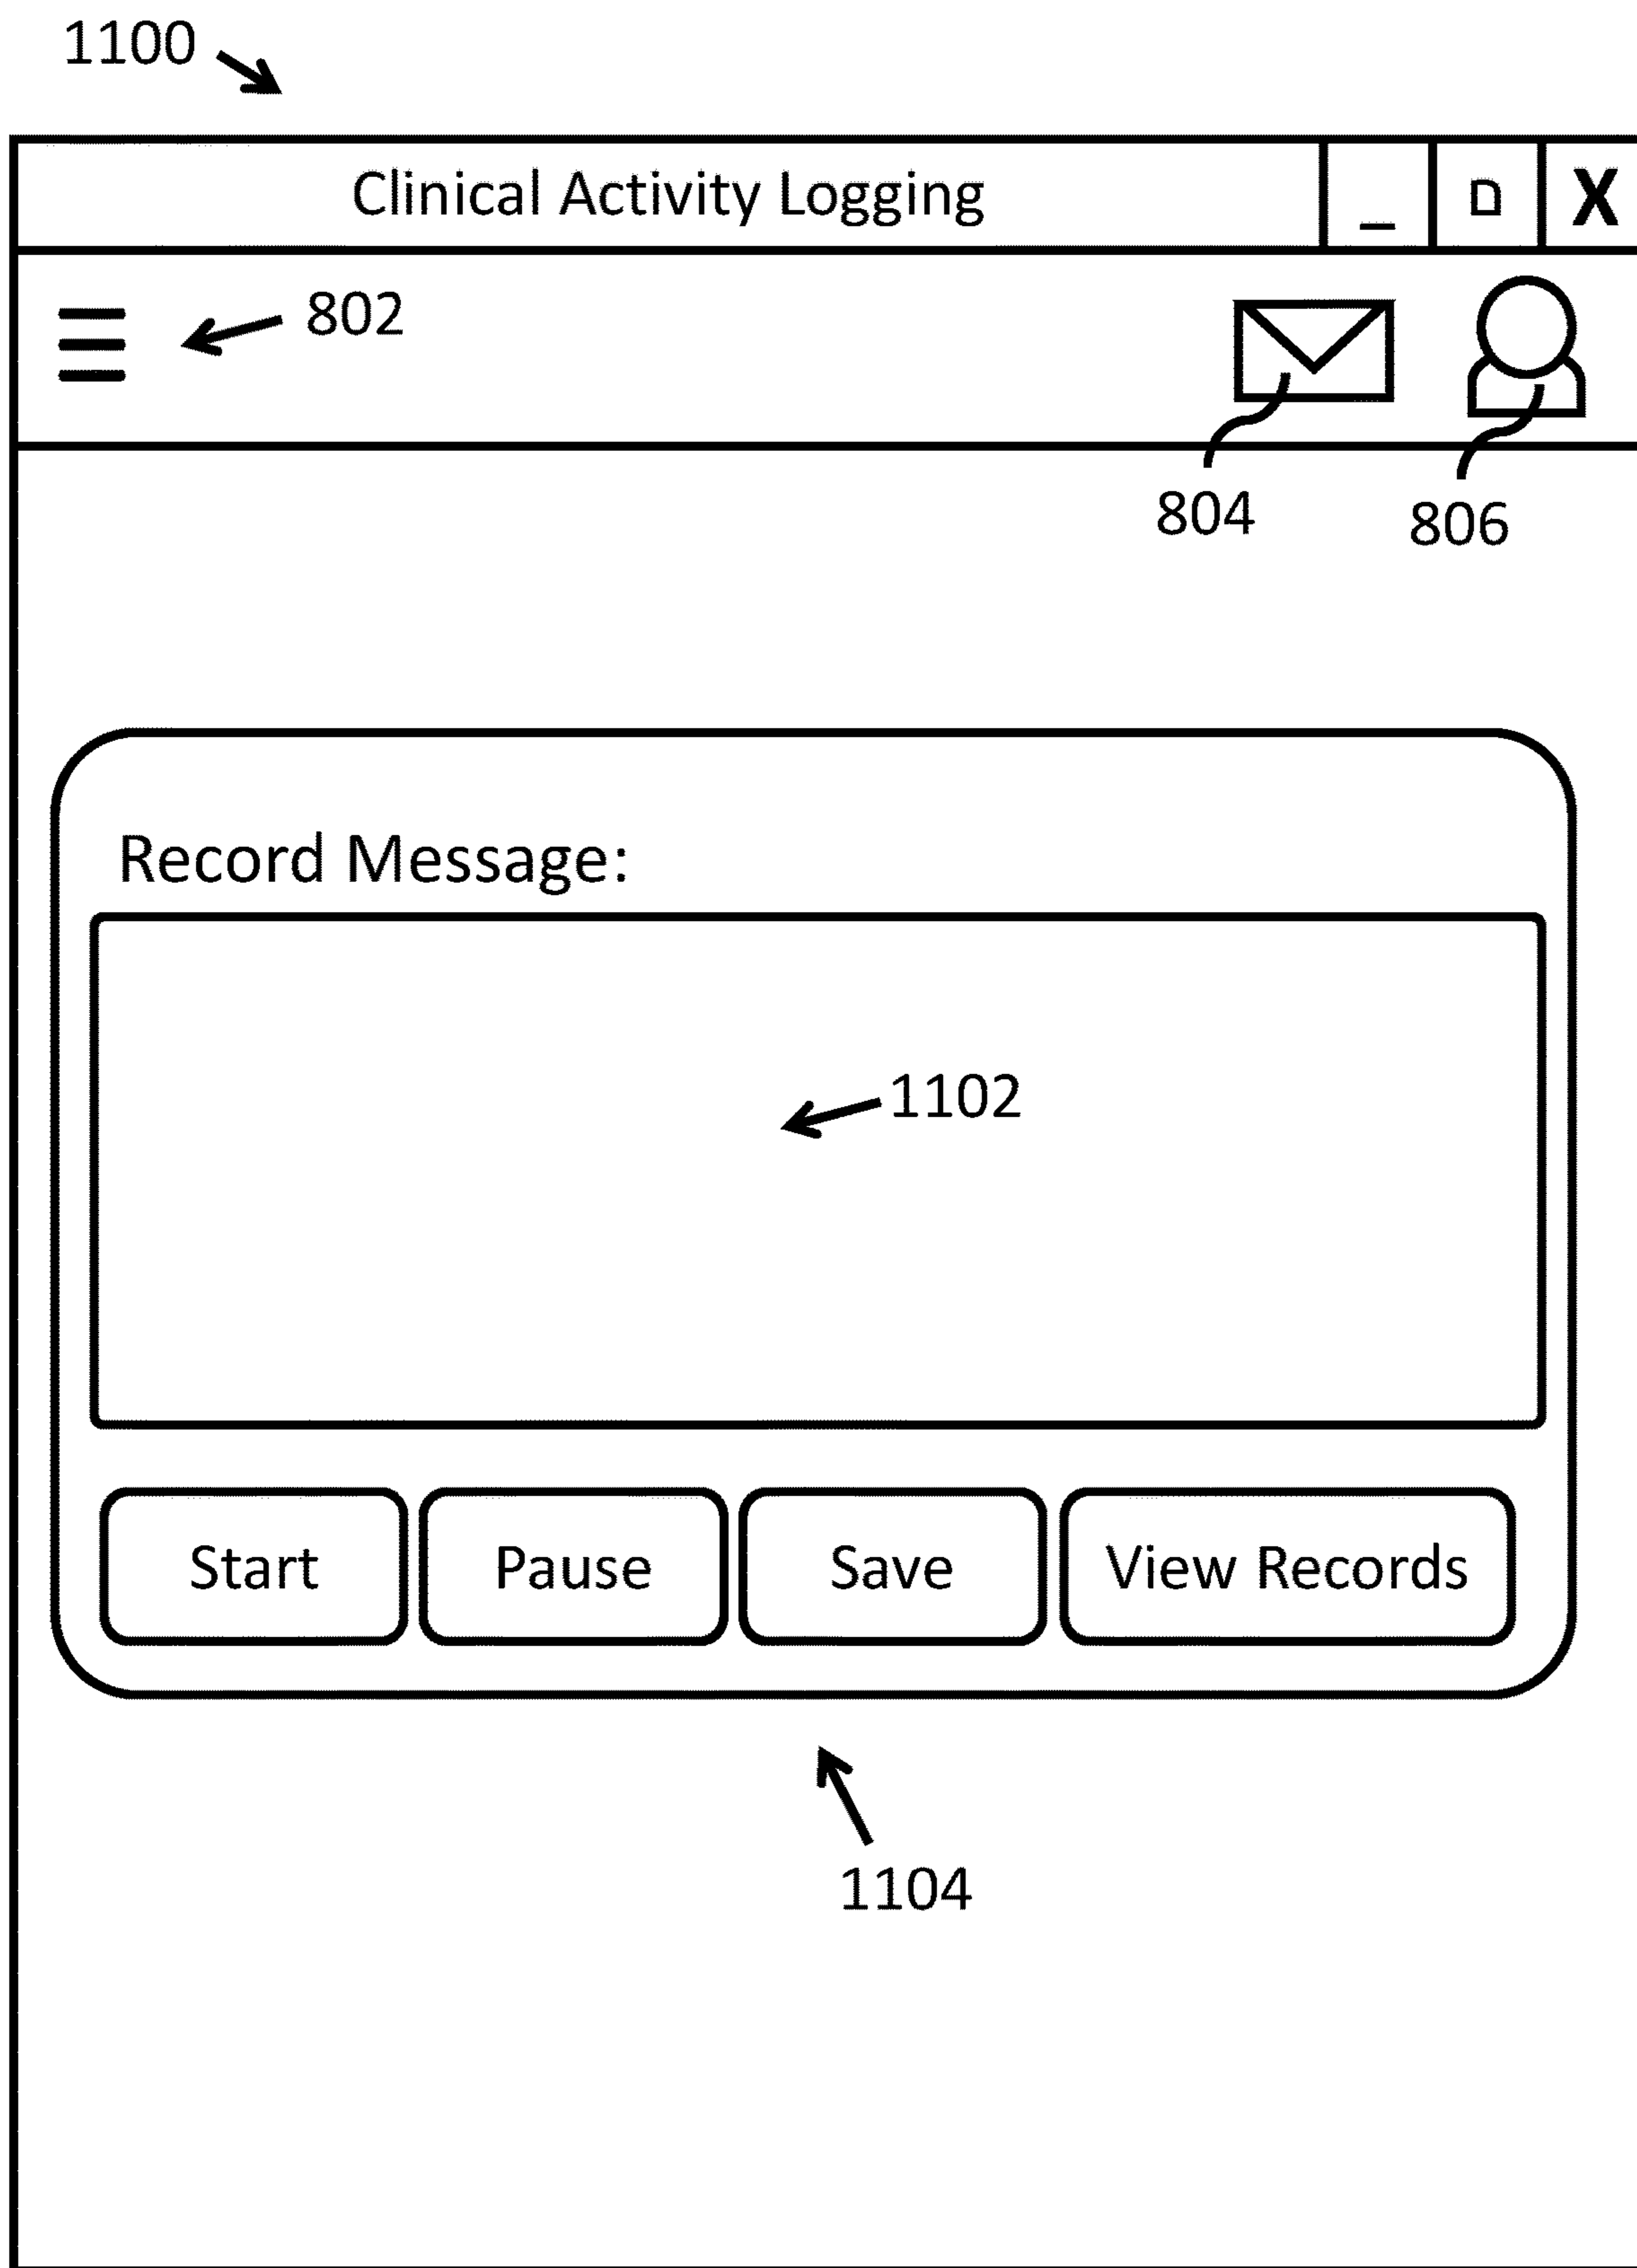 1100
Clinical Activity Logging _ X
802
804 806
Record Message:
1102
Start Pause Save View Records
1104